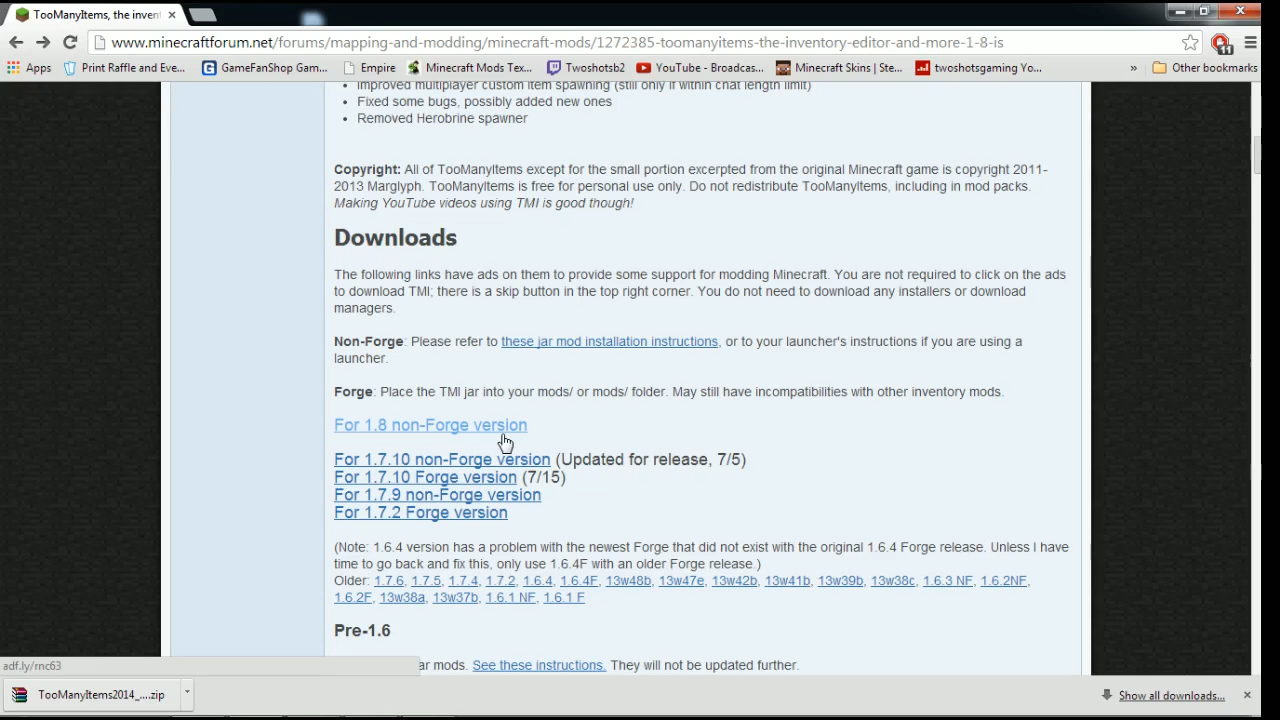 TooManyItems, the inven
www.minecraftforum.net/forums/mapping-and-modding/minecraft-mods/1272385-toomanyitems-the-inventory-editor-and-more-1-8-is
11
Apps
Print Raffle and Eve...
GameFanShop Gam...
Empire
Minecraft Mods Tex...
Twoshotsb2
YouTube - Broadcas...
Minecraft Skins | Ste...
twoshotsgaming Yo...
»
Other bookmarks
• Improved multiplayer custom item spawning (still only if within chat length limit)
• Fixed some bugs, possibly added new ones
• Removed Herobrine spawner
Copyright: All of TooManyItems except for the small portion excerpted from the original Minecraft game is copyright 2011-
2013 Marglyph. TooManyItems is free for personal use only. Do not redistribute TooManyItems, including in mod packs.
Making YouTube videos using TMI is good though!
Downloads
The following links have ads on them to provide some support for modding Minecraft. You are not required to click on the ads
to download TMI; there is a skip button in the top right corner. You do not need to download any installers or download
managers.
Non-Forge: Please refer to these jar mod installation instructions, or to your launcher's instructions if you are using a
launcher.
Forge: Place the TMI jar into your mods/ or mods/ folder. May still have incompatibilities with other inventory mods.
For 1.8 non-Forge version
For 1.7.10 non-Forge version (Updated for release, 7/5)
For 1.7.10 Forge version (7/15)
For 1.7.9 non-Forge version
For 1.7.2 Forge version
(Note: 1.6.4 version has a problem with the newest Forge that did not exist with the original 1.6.4 Forge release. Unless I have
time to go back and fix this, only use 1.6.4F with an older Forge release.)
Older: 1.7.6, 1.7.5, 1.7.4, 1.7.2, 1.6.4, 1.6.4F, 13w48b, 13w47e, 13w42b, 13w41b, 13w39b, 13w38c, 1.6.3 NF, 1.6.2NF,
1.6.2F, 13w38a, 13w37b, 1.6.1 NF, 1.6.1 F
Pre-1.6
ar mods. See these instructions. They will not be updated further.
adf.ly/rnc63
TooManyItems2014_....zip
Show all downloads...